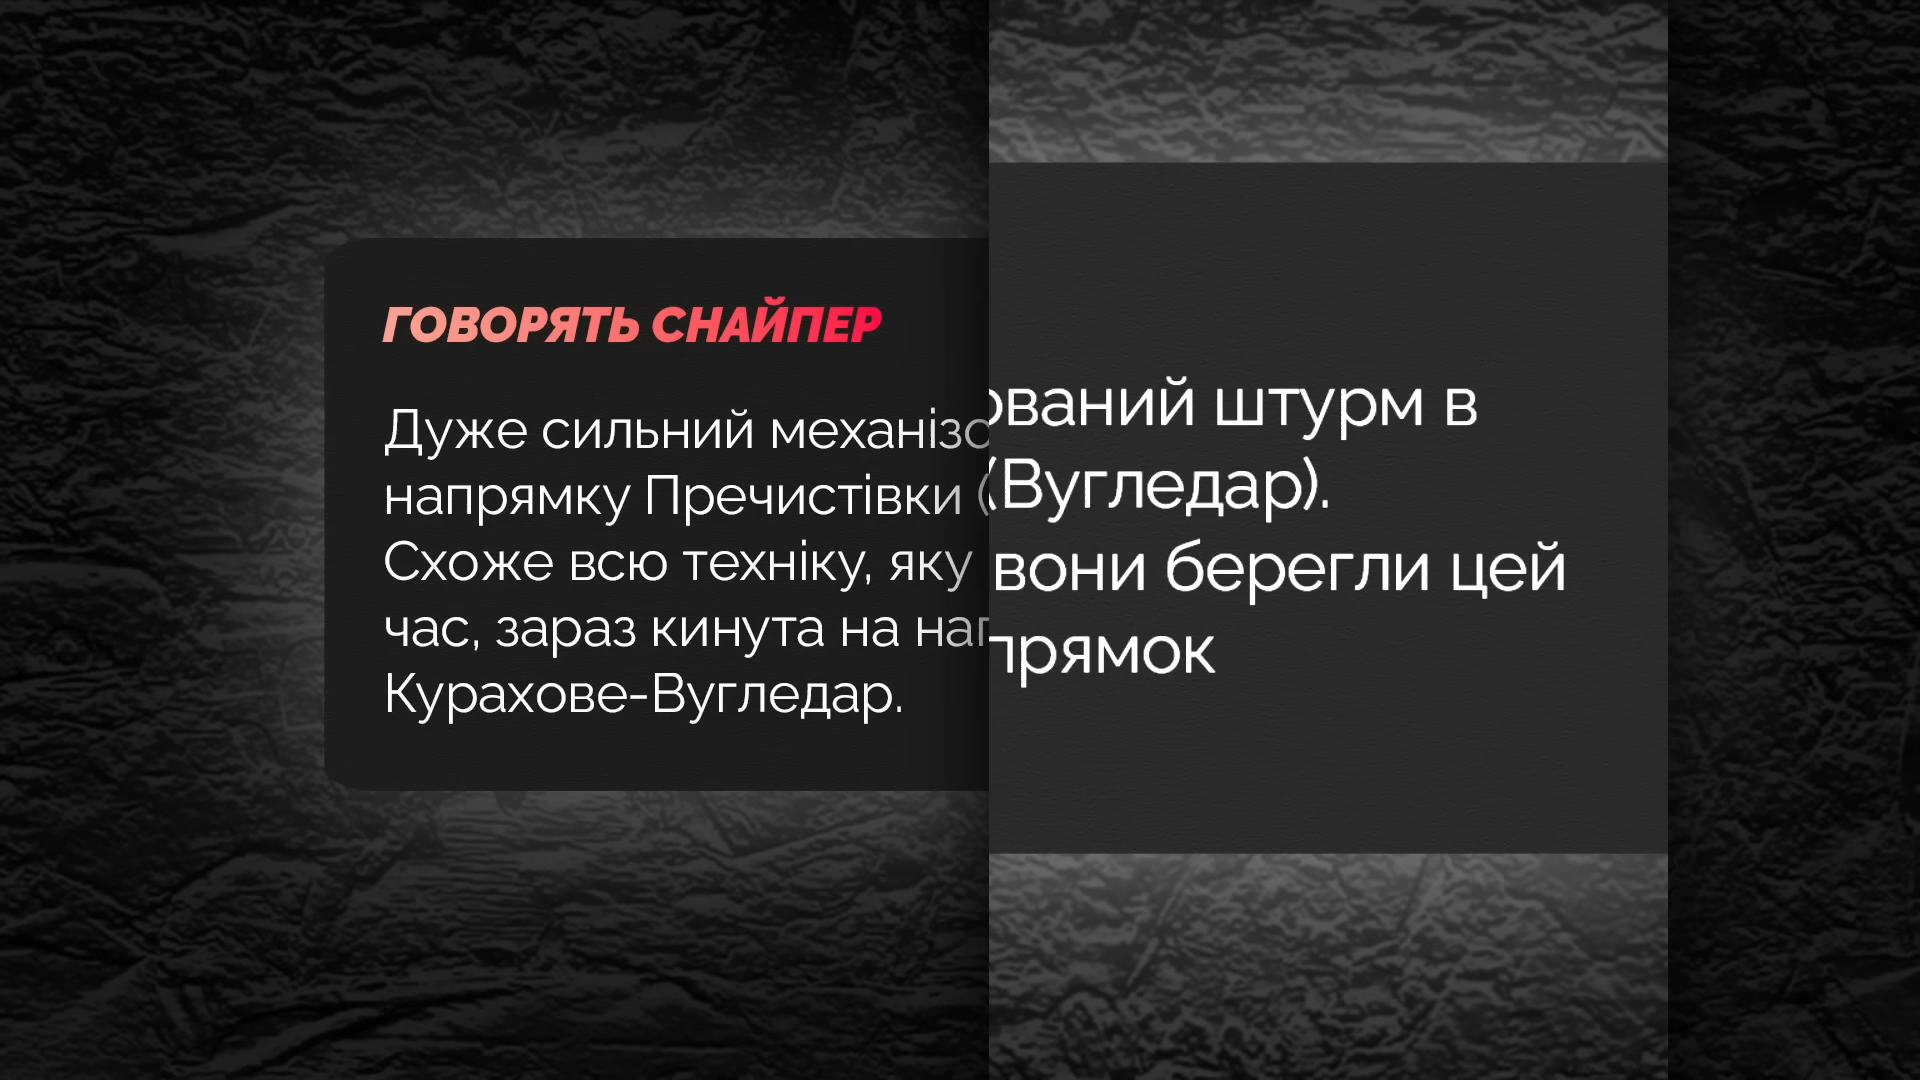 ГОВОРЯТЬ СНАЙПЕР
Дуже сильний механізований штурм в
напрямку Пречистівки (Вугледар).
Схоже всю техніку, яку вони берегли цей
час, зараз кинута на напрямок
Курахове-Вугледар.